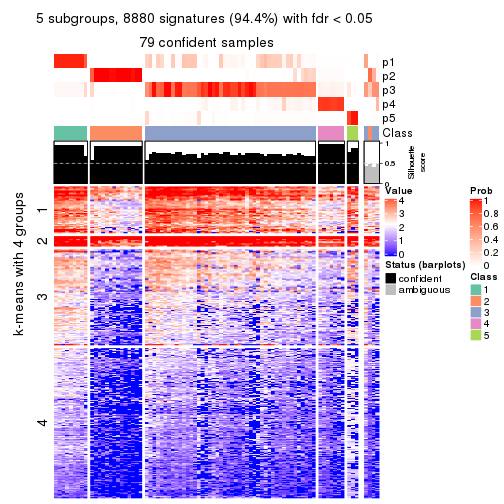 5 subgroups, 8880 signatures (94.4%) with fdr < 0.05
79 confident samples
p1
p2
p3
p4
p5
Class
1
0.5
0
Silhouette
score
k-means with 4 groups
1
2
3
4
Value
4
3
2
1
0
Status (barplots)
confident
ambiguous
Prob
1
0.8
0.6
0.4
0.2
0
Class
1
2
3
4
5